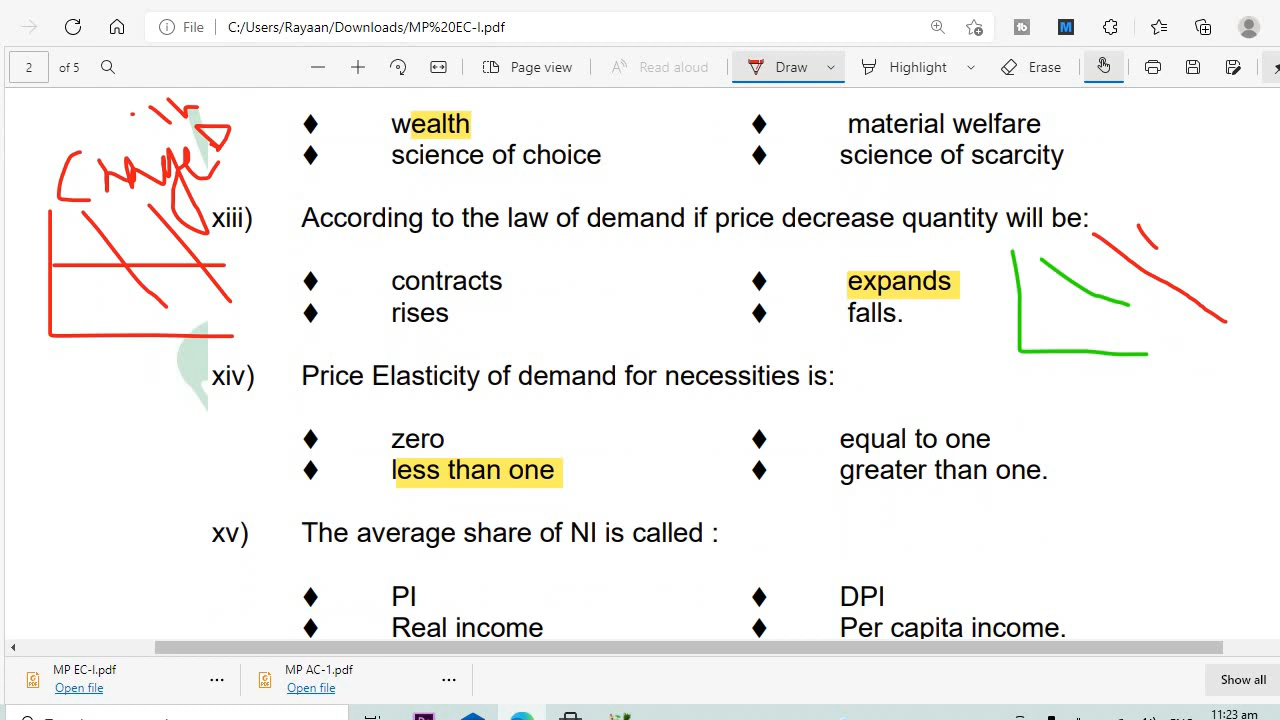 File C:/Users/Rayaan/Downloads/MP%20EC-I.pdf
2 of 5 Page view Read aloud Draw Highlight Erase
Change in D
♦ wealth ♦ material welfare
♦ science of choice ♦ science of scarcity
xiii) According to the law of demand if price decrease quantity will be:
♦ contracts ♦ expands
♦ rises ♦ falls.
xiv) Price Elasticity of demand for necessities is:
♦ zero ♦ equal to one
♦ less than one ♦ greater than one.
xv) The average share of NI is called :
♦ PI ♦ DPI
♦ Real income ♦ Per capita income.
MP EC-I.pdf MP AC-1.pdf
Open file Open file Show all
11:23 am